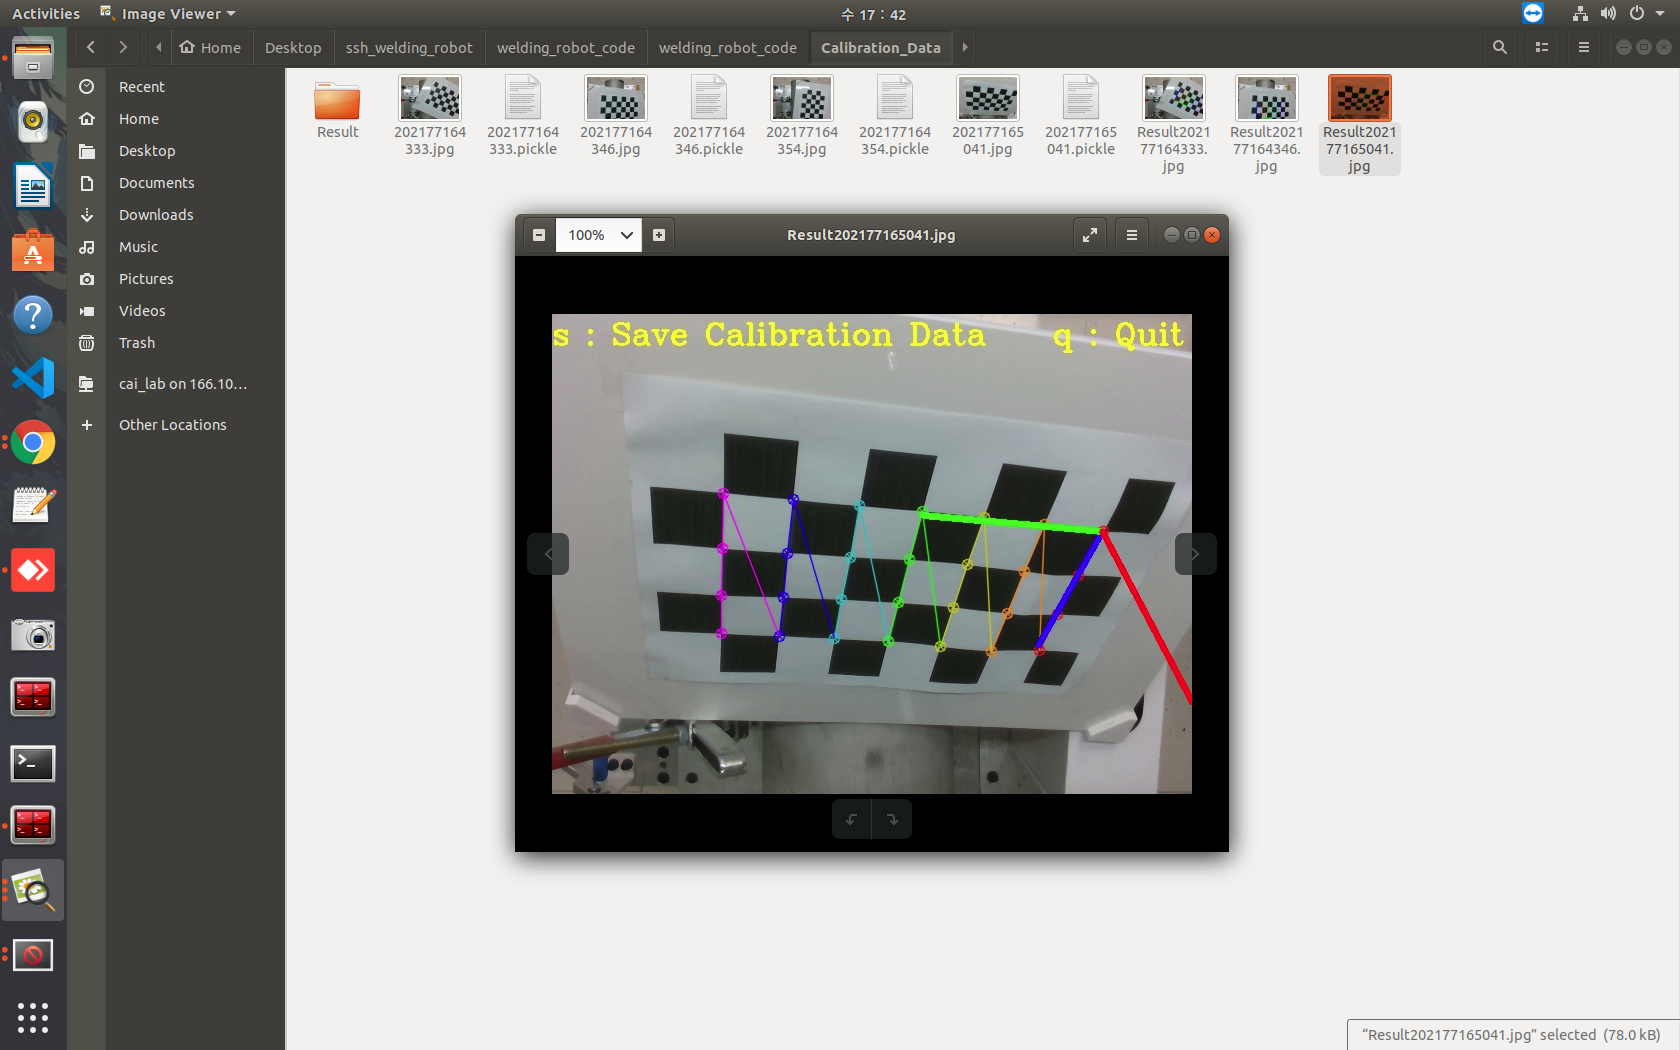 Activities
Image Viewer
수 17 : 42
Home
Desktop
ssh_welding_robot
welding_robot_code
welding_robot_code
Calibration_Data
Recent
Home
Desktop
Documents
Downloads
Music
Pictures
Videos
Trash
cai_lab on 166.10…
Other Locations
Result
202177164
333.jpg
202177164
333.pickle
202177164
346.jpg
202177164
346.pickle
202177164
354.jpg
202177164
354.pickle
202177165
041.jpg
202177165
041.pickle
Result2021
77164333.
jpg
Result2021
77164346.
jpg
Result2021
77165041.
jpg
100%
Result202177165041.jpg
s : Save Calibration Data q : Quit
“Result202177165041.jpg” selected (78.0 kB)